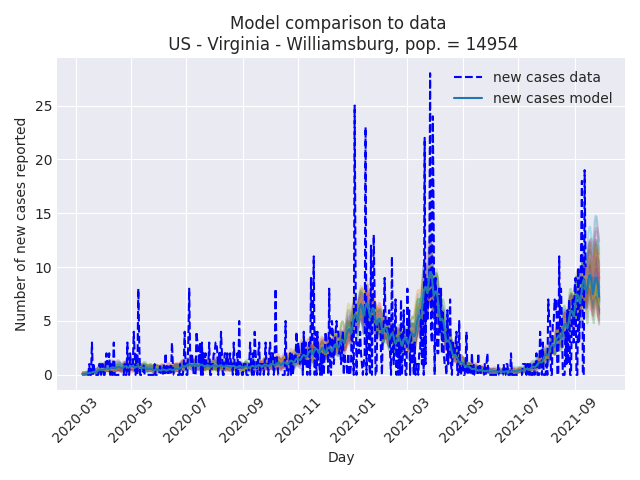 Model comparison to data
US - Virginia - Williamsburg, pop. = 14954
new cases data
new cases model
Number of new cases reported
25
20
15
10
5
0
2020-03
2020-05
2020-07
2020-09
2020-11
2021-01
2021-03
2021-05
2021-07
2021-09
Day